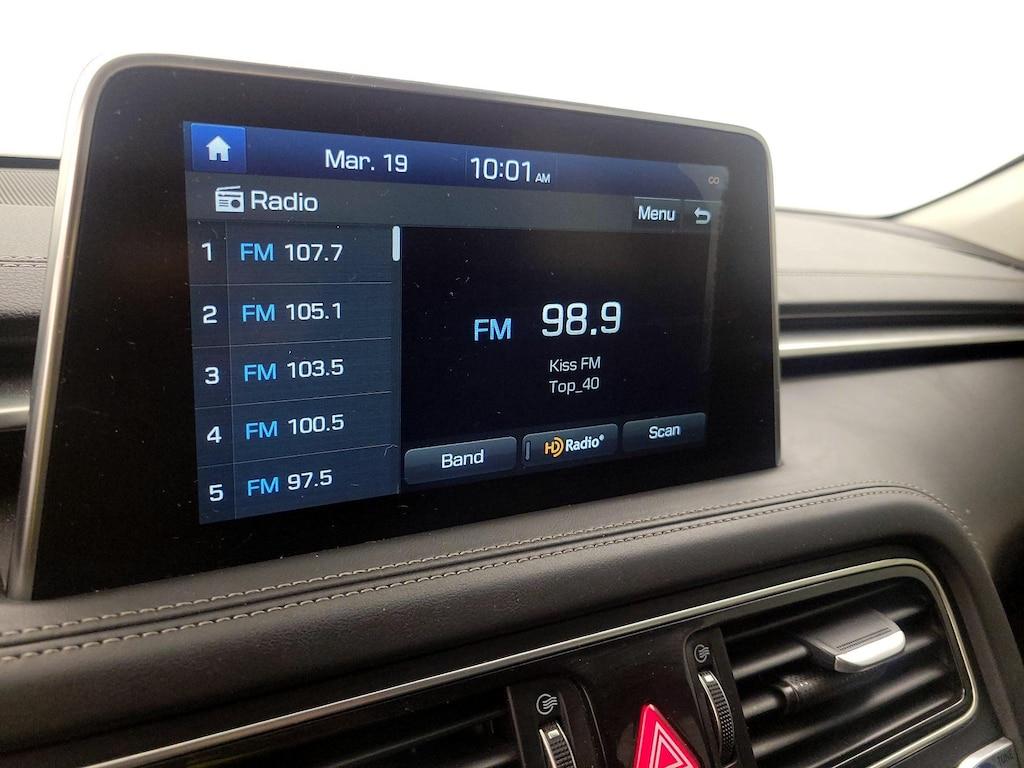 Mar. 19 10:01 AM
Radio
Menu
1 FM 107.7
2 FM 105.1
3 FM 103.5
4 FM 100.5
5 FM 97.5
FM 98.9
Kiss FM
Top_40
Band
HD Radio®
Scan
TUNE